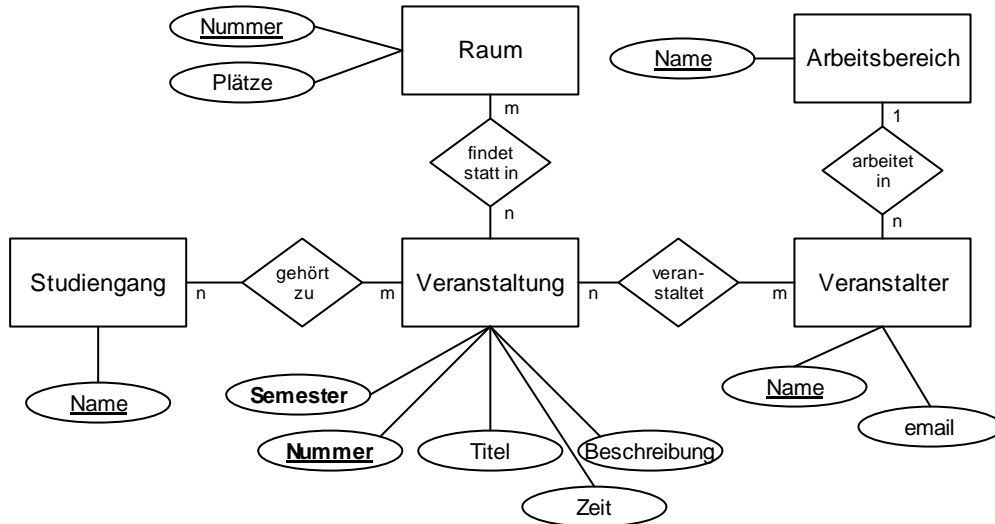 Nummer
Raum
Arbeitsbereich
Name
Plätze
m
1
findet
statt in
arbeitet
in
n
n
Studiengang
n
gehört
zu
m
Veranstaltung
n
veran-
staltet
m
Veranstalter
Semester
Name
Name
Nummer
Titel
Beschreibung
email
Zeit